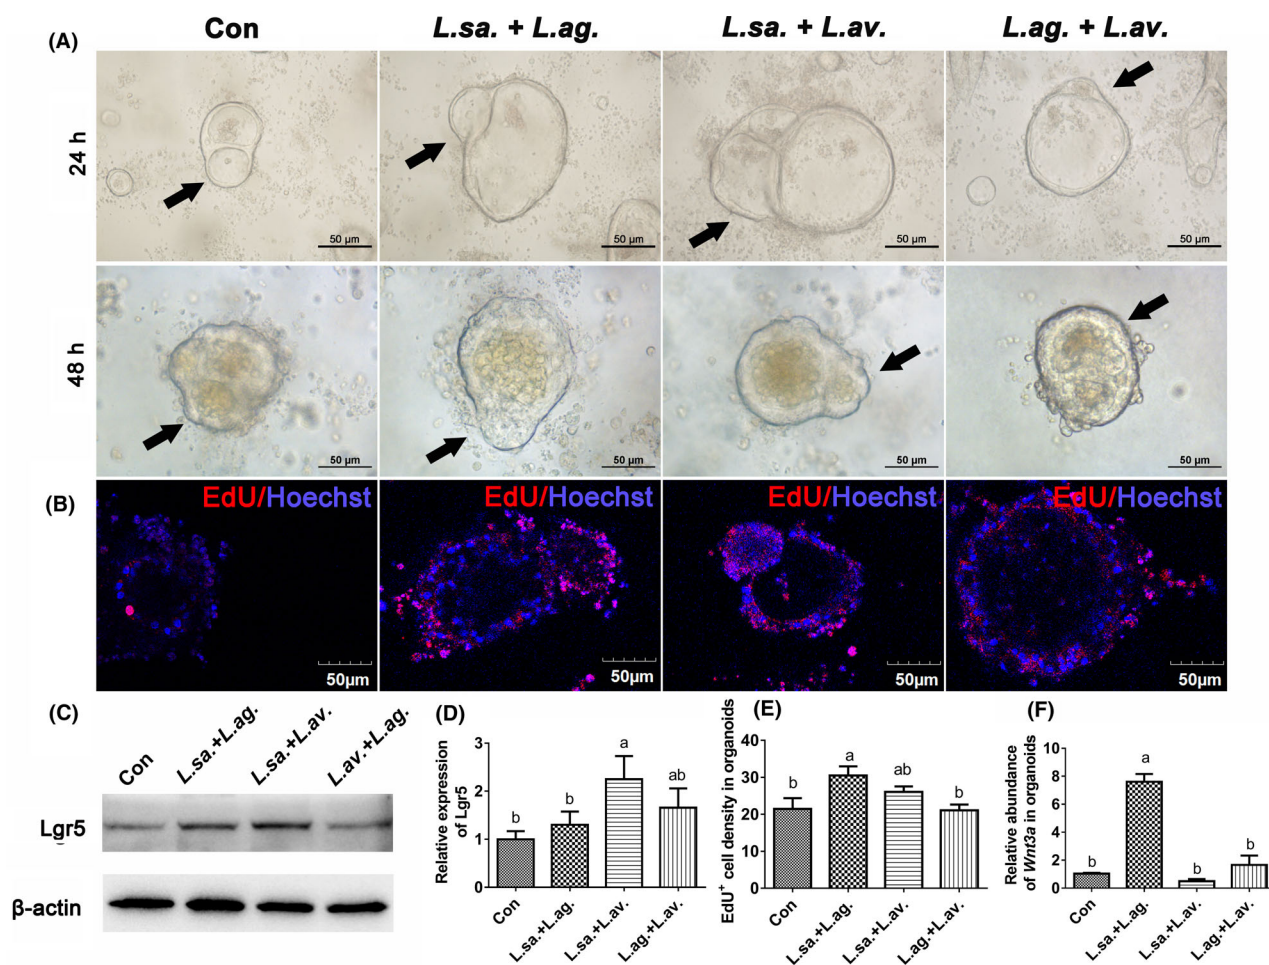 Con L.sa. + L.ag. L.sa. + L.av. L.ag. + L.av.
(A)
24 h
50 µm 50 µm 50 µm 50 µm
48 h
50 µm 50 µm 50 µm 50 µm
(B)
EdU/Hoechst EdU/Hoechst EdU/Hoechst EdU/Hoechst
50µm 50µm 50µm 50µm
(C)
Con L.sa.+L.ag. L.sa.+L.av. L.av.+L.ag.
Lgr5
β-actin
(D)
Relative expression
of Lgr5
3
2
1
0
b b a ab
Con L.sa.+L.ag. L.sa.+L.av. L.ag.+L.av.
(E)
EdU+ cell density in organoids
40
30
20
10
0
b a ab b
Con L.sa.+L.ag. L.sa.+L.av. L.ag.+L.av.
(F)
Relative abundance
of Wnt3a in organoids
10
8
6
4
2
0
b a b b
Con L.sa.+L.ag. L.sa.+L.av. L.ag.+L.av.